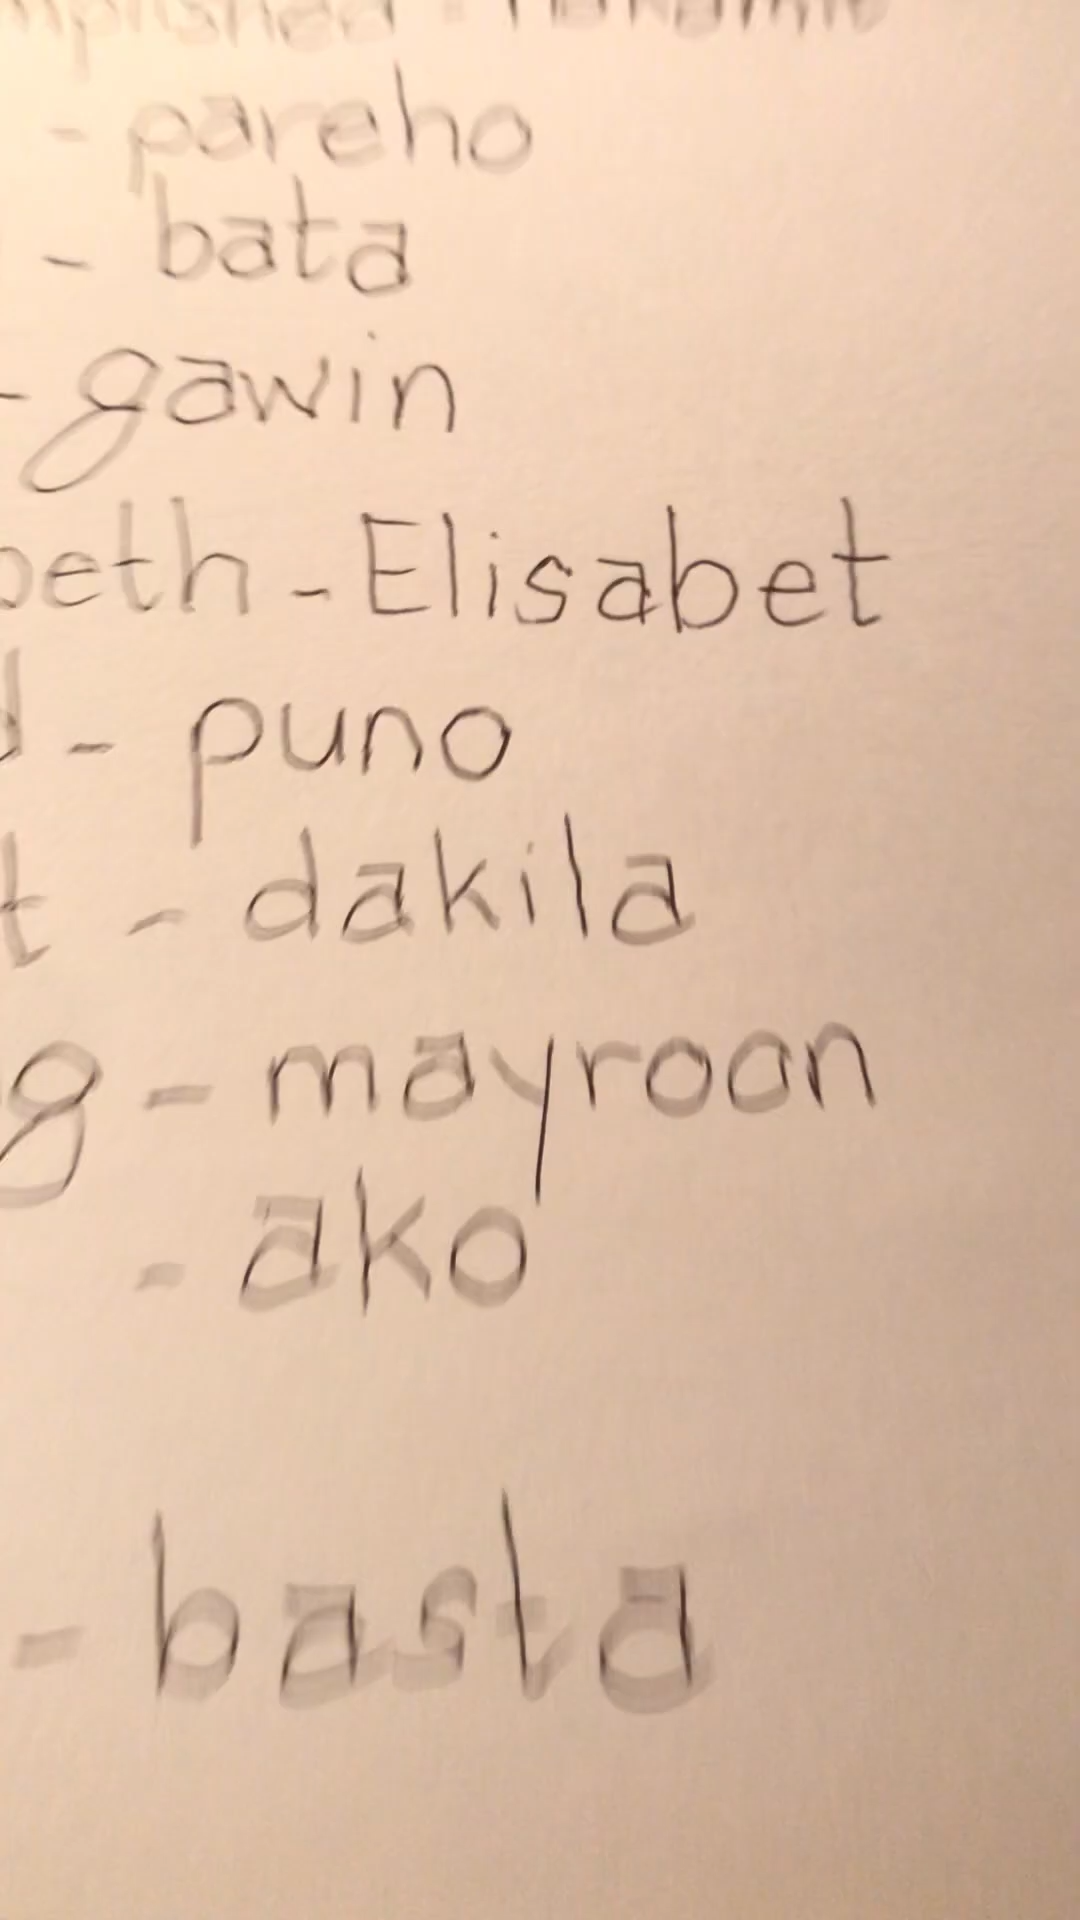 - pareho
- bata
- gawin
beth - Elisabet
d - puno
t - dakila
g - mayroon
- ako
- basta